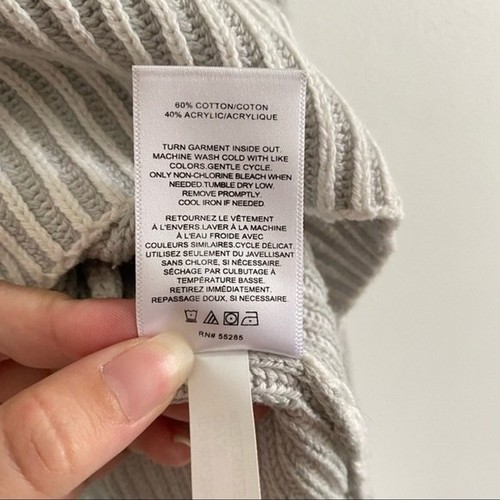 60% COTTON/COTON
40% ACRYLIC/ACRYLIQUE
TURN GARMENT INSIDE OUT.
MACHINE WASH COLD WITH LIKE
COLORS.GENTLE CYCLE.
ONLY NON-CHLORINE BLEACH WHEN
NEEDED.TUMBLE DRY LOW.
REMOVE PROMPTLY.
COOL IRON IF NEEDED
RETOURNEZ LE VÊTEMENT
À L'ENVERS.LAVER À LA MACHINE
À L'EAU FROIDE AVEC
COULEURS SIMILAIRES.CYCLE DÉLICAT.
UTILISEZ SEULEMENT DU JAVELLISANT
SANS CHLORE, SI NÉCESSAIRE.
SÉCHAGE PAR CULBUTAGE À
TEMPÉRATURE BASSE.
RETIREZ IMMÉDIATEMENT.
REPASSAGE DOUX, SI NECESSAIRE.
RN# 55285